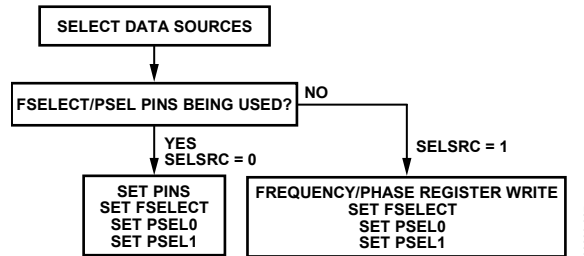 SELECT DATA SOURCES
FSELECT/PSEL PINS BEING USED?
NO
YES
SELSRC = 0
SELSRC = 1
SET PINS
SET FSELECT
SET PSEL0
SET PSEL1
FREQUENCY/PHASE REGISTER WRITE
SET FSELECT
SET PSEL0
SET PSEL1